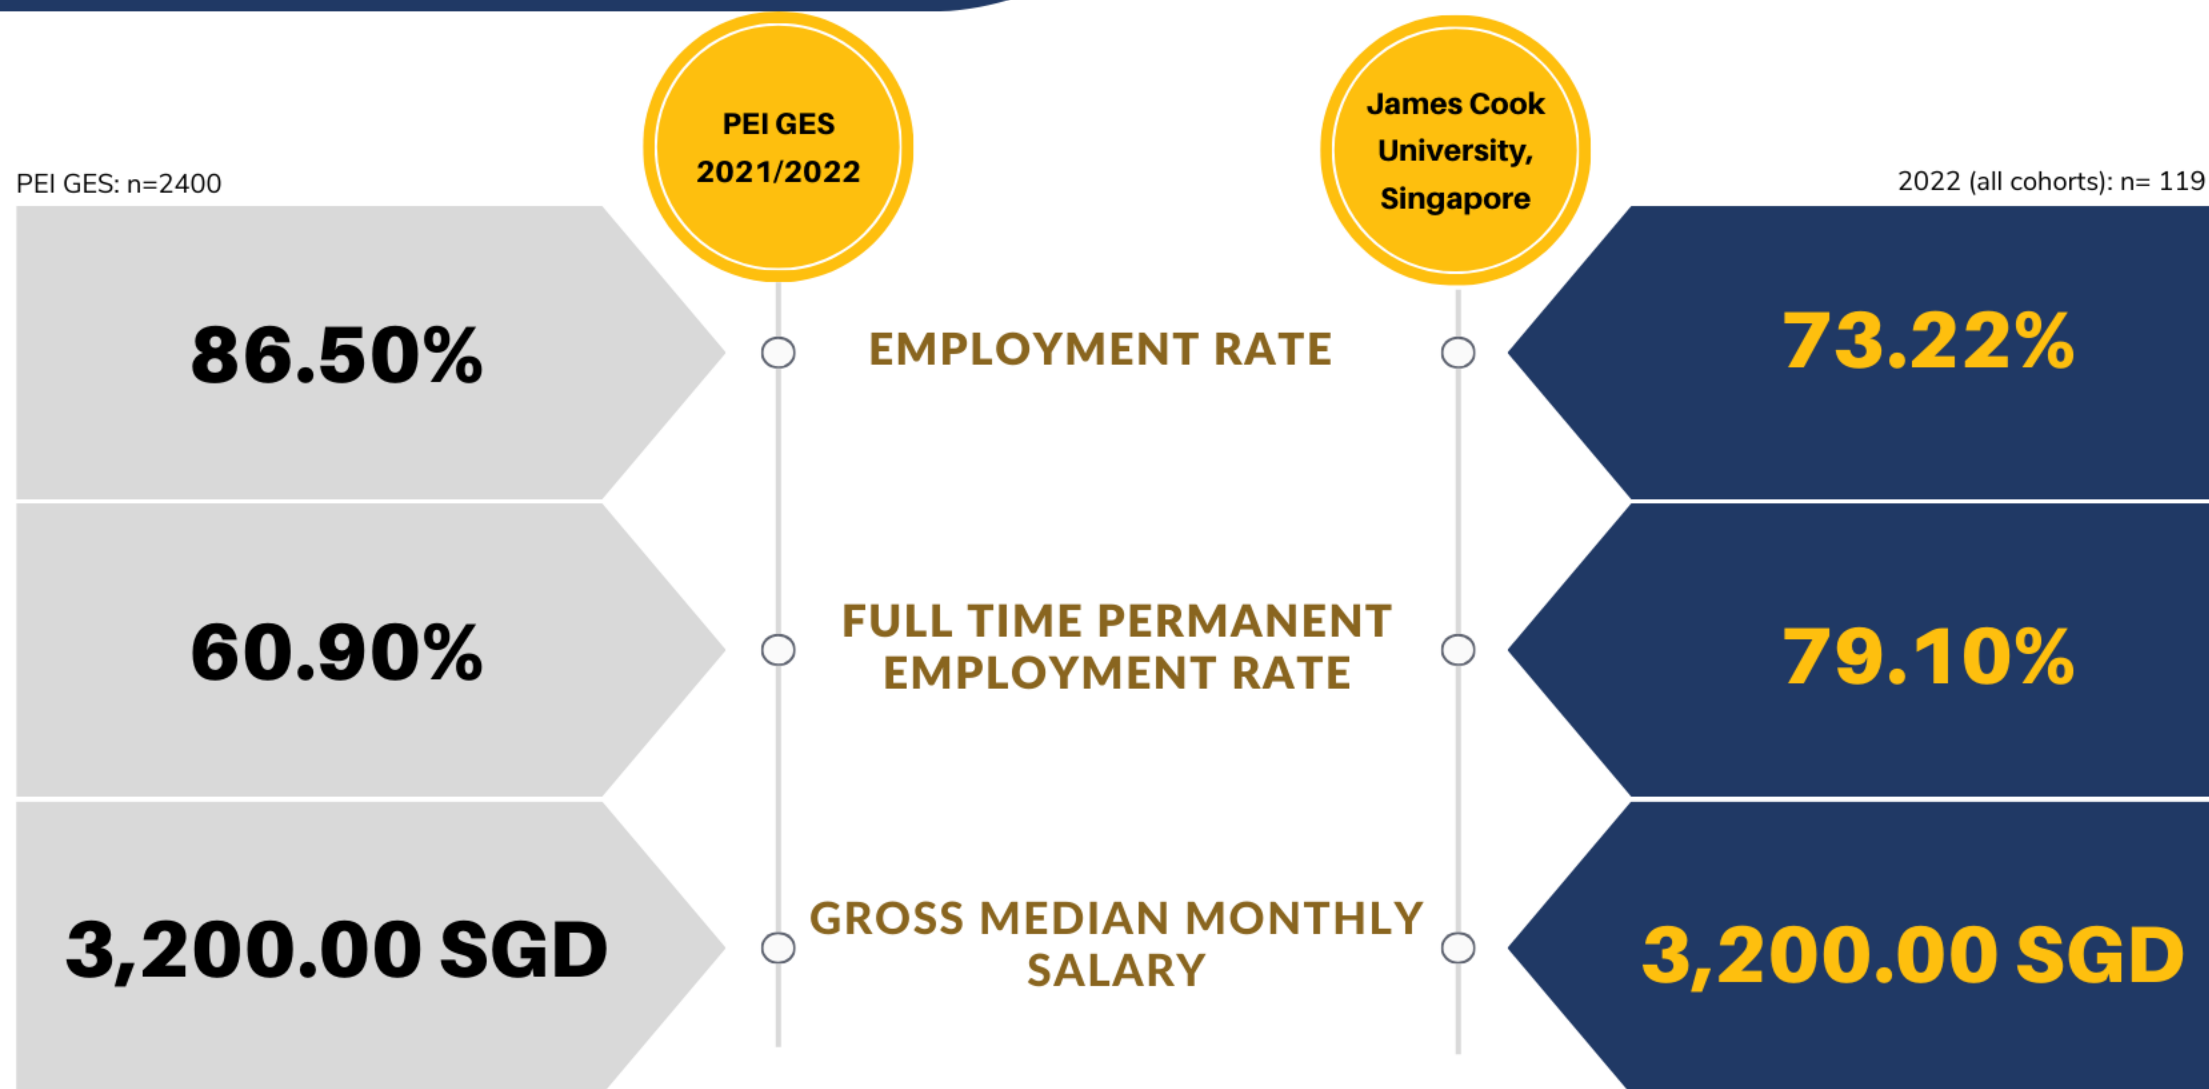 PEI GES
2021/2022
James Cook
University,
Singapore
PEI GES: n=2400
2022 (all cohorts): n= 119
86.50%
EMPLOYMENT RATE
73.22%
60.90%
FULL TIME PERMANENT
EMPLOYMENT RATE
79.10%
3,200.00 SGD
GROSS MEDIAN MONTHLY
SALARY
3,200.00 SGD